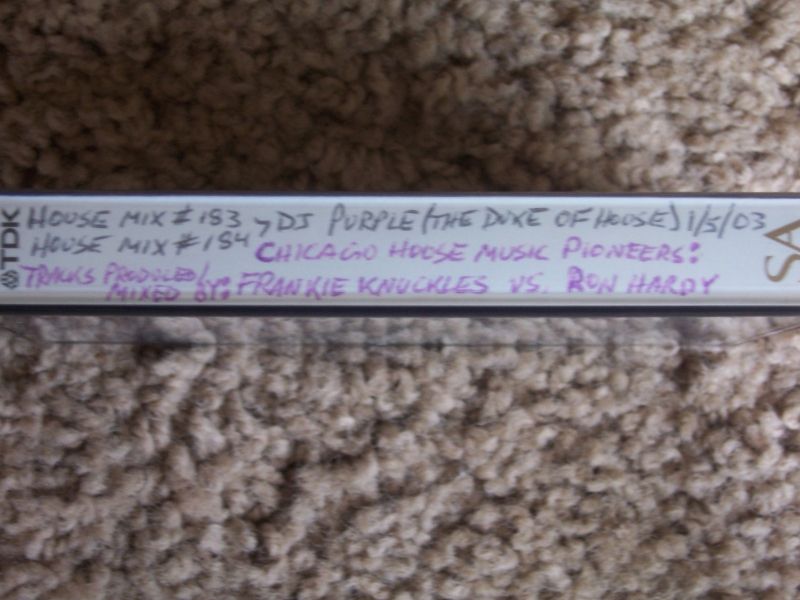 TDK
HOUSE MIX # 183 > DJ PURPLE (THE DUKE OF HOUSE) 1/5/03
HOUSE MIX # 184 CHICAGO HOUSE MUSIC PIONEERS:
TRACKS PRODUCED/
MIXED BY: FRANKIE KNUCKLES VS. RON HARDY
SA